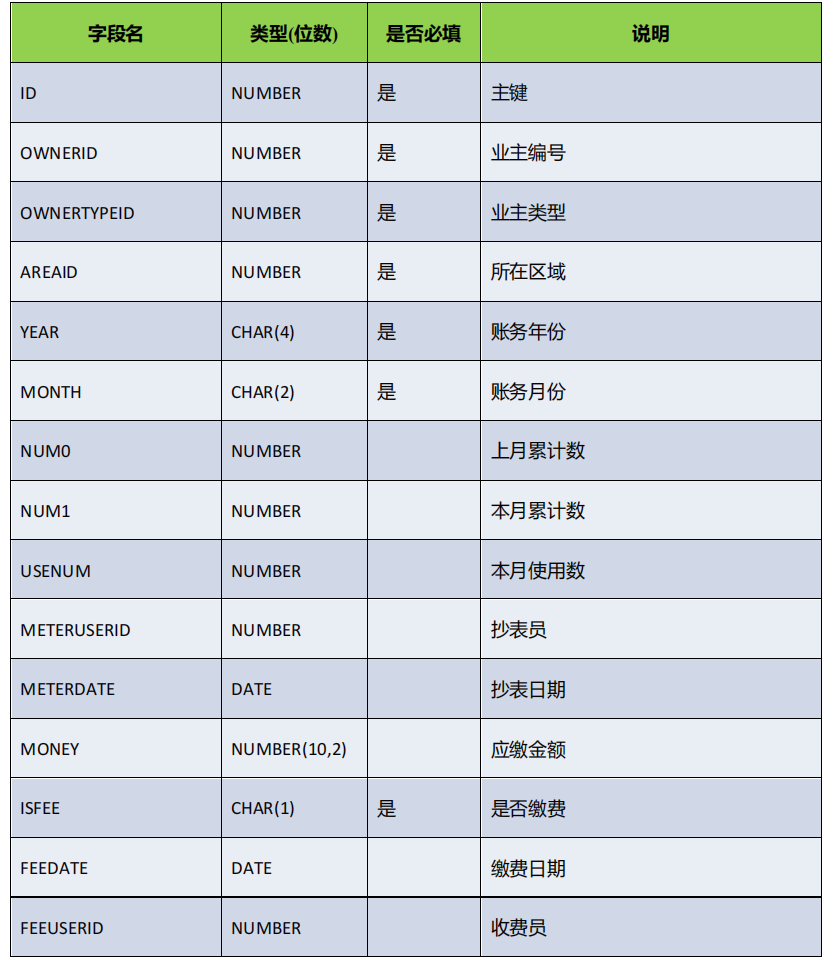 字段名 类型(位数) 是否必填 说明
ID NUMBER 是 主键
OWNERID NUMBER 是 业主编号
OWNERTYPEID NUMBER 是 业主类型
AREAID NUMBER 是 所在区域
YEAR CHAR(4) 是 账务年份
MONTH CHAR(2) 是 账务月份
NUM0 NUMBER 上月累计数
NUM1 NUMBER 本月累计数
USENUM NUMBER 本月使用数
METERUSERID NUMBER 抄表员
METERDATE DATE 抄表日期
MONEY NUMBER(10,2) 应缴金额
ISFEE CHAR(1) 是 是否缴费
FEEDATE DATE 缴费日期
FEEUSERID NUMBER 收费员